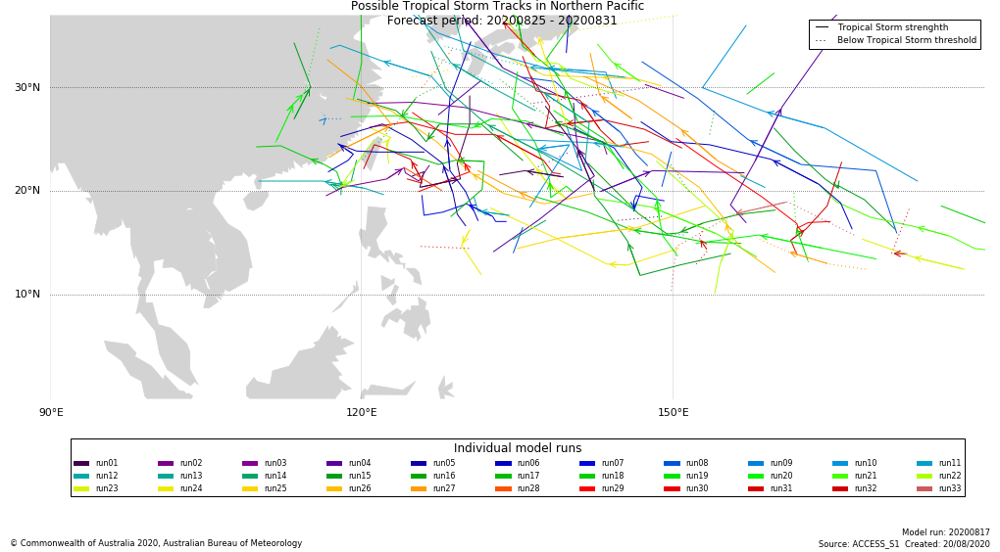 Possible Tropical Storm Tracks in Northern Pacific
Forecast period: 20200825 - 20200831
Tropical Storm strenghth
Below Tropical Storm threshold
30°N
20°N
10°N
90°E 120°E 150°E
Individual model runs
run01 run02 run03 run04 run05 run06 run07 run08 run09 run10 run11
run12 run13 run14 run15 run16 run17 run18 run19 run20 run21 run22
run23 run24 run25 run26 run27 run28 run29 run30 run31 run32 run33
Model run: 20200817
© Commonwealth of Australia 2020, Australian Bureau of Meteorology
Source: ACCESS_S1 Created: 20/08/2020